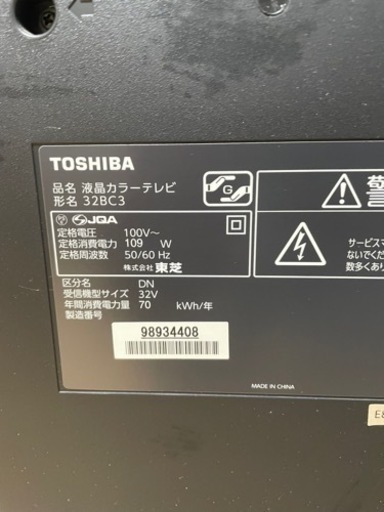 TOSHIBA
品名 液晶カラーテレビ
形名 32BC3
JQA
定格電圧 100V～
定格消費電力 109 W
定格周波数 50/60 Hz
株式会社 東芝
区分名 DN
受信機型サイズ 32V
年間消費電力量 70 kWh/年
製造番号
98934408
G
警
サービスマ
ないでくだ
数多くあり
MADE IN CHINA